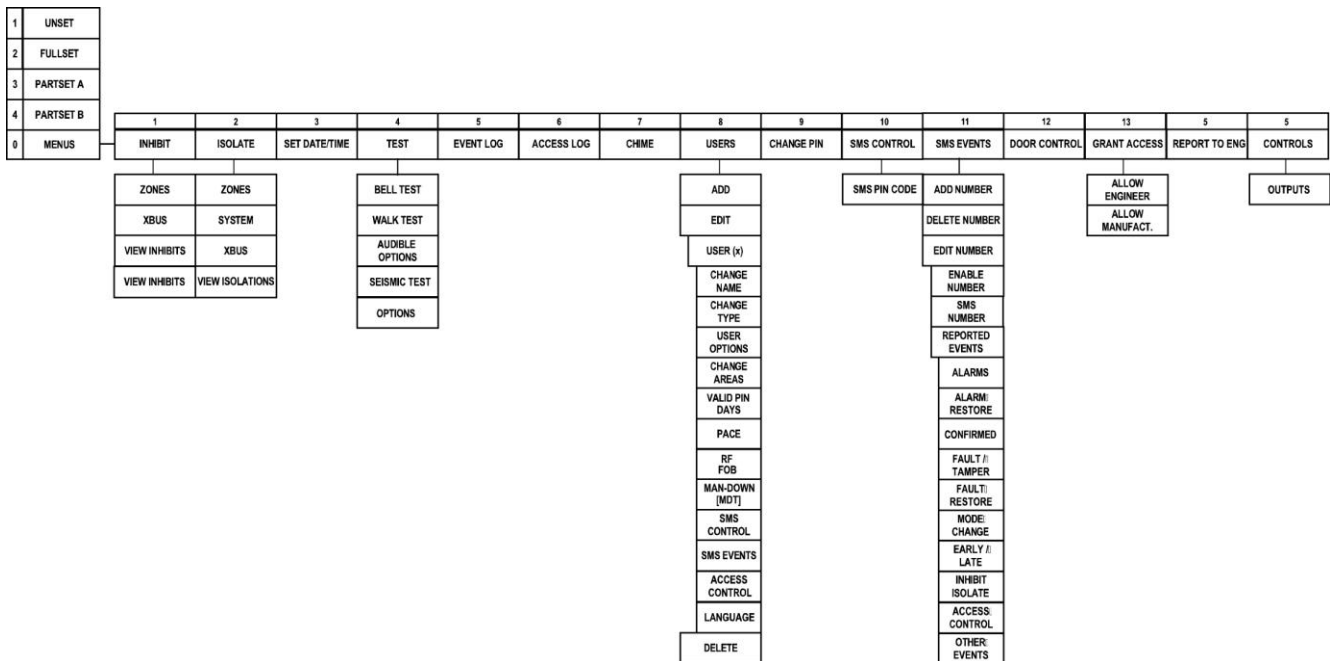 1 UNSET
2 FULLSET
3 PARTSET A
4 PARTSET B
0 MENUS
1 2 3 4 5 6 7 8 9 10 11 12 13 5 5
INHIBIT ISOLATE SET DATE/TIME TEST EVENT LOG ACCESS LOG CHIME USERS CHANGE PIN SMS CONTROL SMS EVENTS DOOR CONTROL GRANT ACCESS REPORT TO ENG CONTROLS
ZONES
XBUS
VIEW INHIBITS
VIEW INHIBITS
ZONES
SYSTEM
XBUS
VIEW ISOLATIONS
BELL TEST
WALK TEST
AUDIBLE
OPTIONS
SEISMIC TEST
OPTIONS
ADD
EDIT
USER (x)
CHANGE
NAME
CHANGE
TYPE
USER
OPTIONS
CHANGE
AREAS
VALID PIN
DAYS
PACE
RF
FOB
MAN-DOWN
[MDT]
SMS
CONTROL
SMS EVENTS
ACCESS
CONTROL
LANGUAGE
DELETE
SMS PIN CODE
ADD NUMBER
DELETE NUMBER
EDIT NUMBER
ENABLE
NUMBER
SMS
NUMBER
REPORTED
EVENTS
ALARMS
ALARM
RESTORE
CONFIRMED
FAULT /
TAMPER
FAULT
RESTORE
MODE
CHANGE
EARLY /
LATE
INHIBIT
ISOLATE
ACCESS
CONTROL
OTHER
EVENTS
ALLOW
ENGINEER
ALLOW
MANUFACT.
OUTPUTS